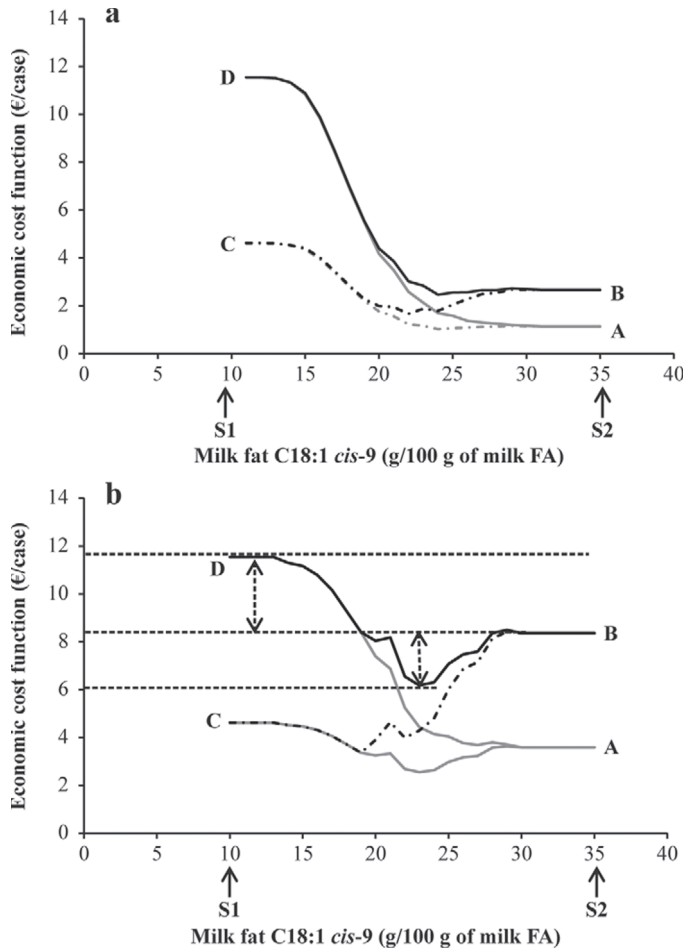 a
Economic cost function (€/case)
14
12
10
8
6
4
2
0
D
C
B
A
0 5 10 15 20 25 30 35 40
S1 S2
Milk fat C18:1 cis-9 (g/100 g of milk FA)
b
Economic cost function (€/case)
14
12
10
8
6
4
2
0
D
B
C
A
0 5 10 15 20 25 30 35 40
S1 S2
Milk fat C18:1 cis-9 (g/100 g of milk FA)